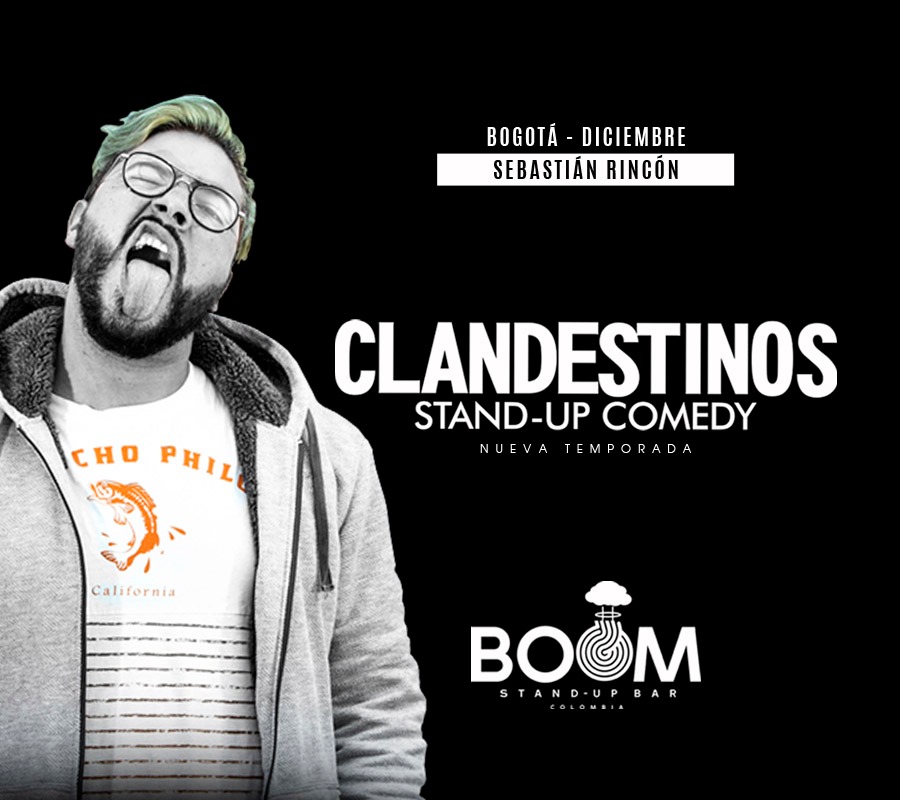 BOGOTÁ - DICIEMBRE
SEBASTIÁN RINCÓN
CLANDESTINOS
STAND-UP COMEDY
NUEVA TEMPORADA
CHO PHIL
California
BOOM
STAND-UP BAR
COLOMBIA